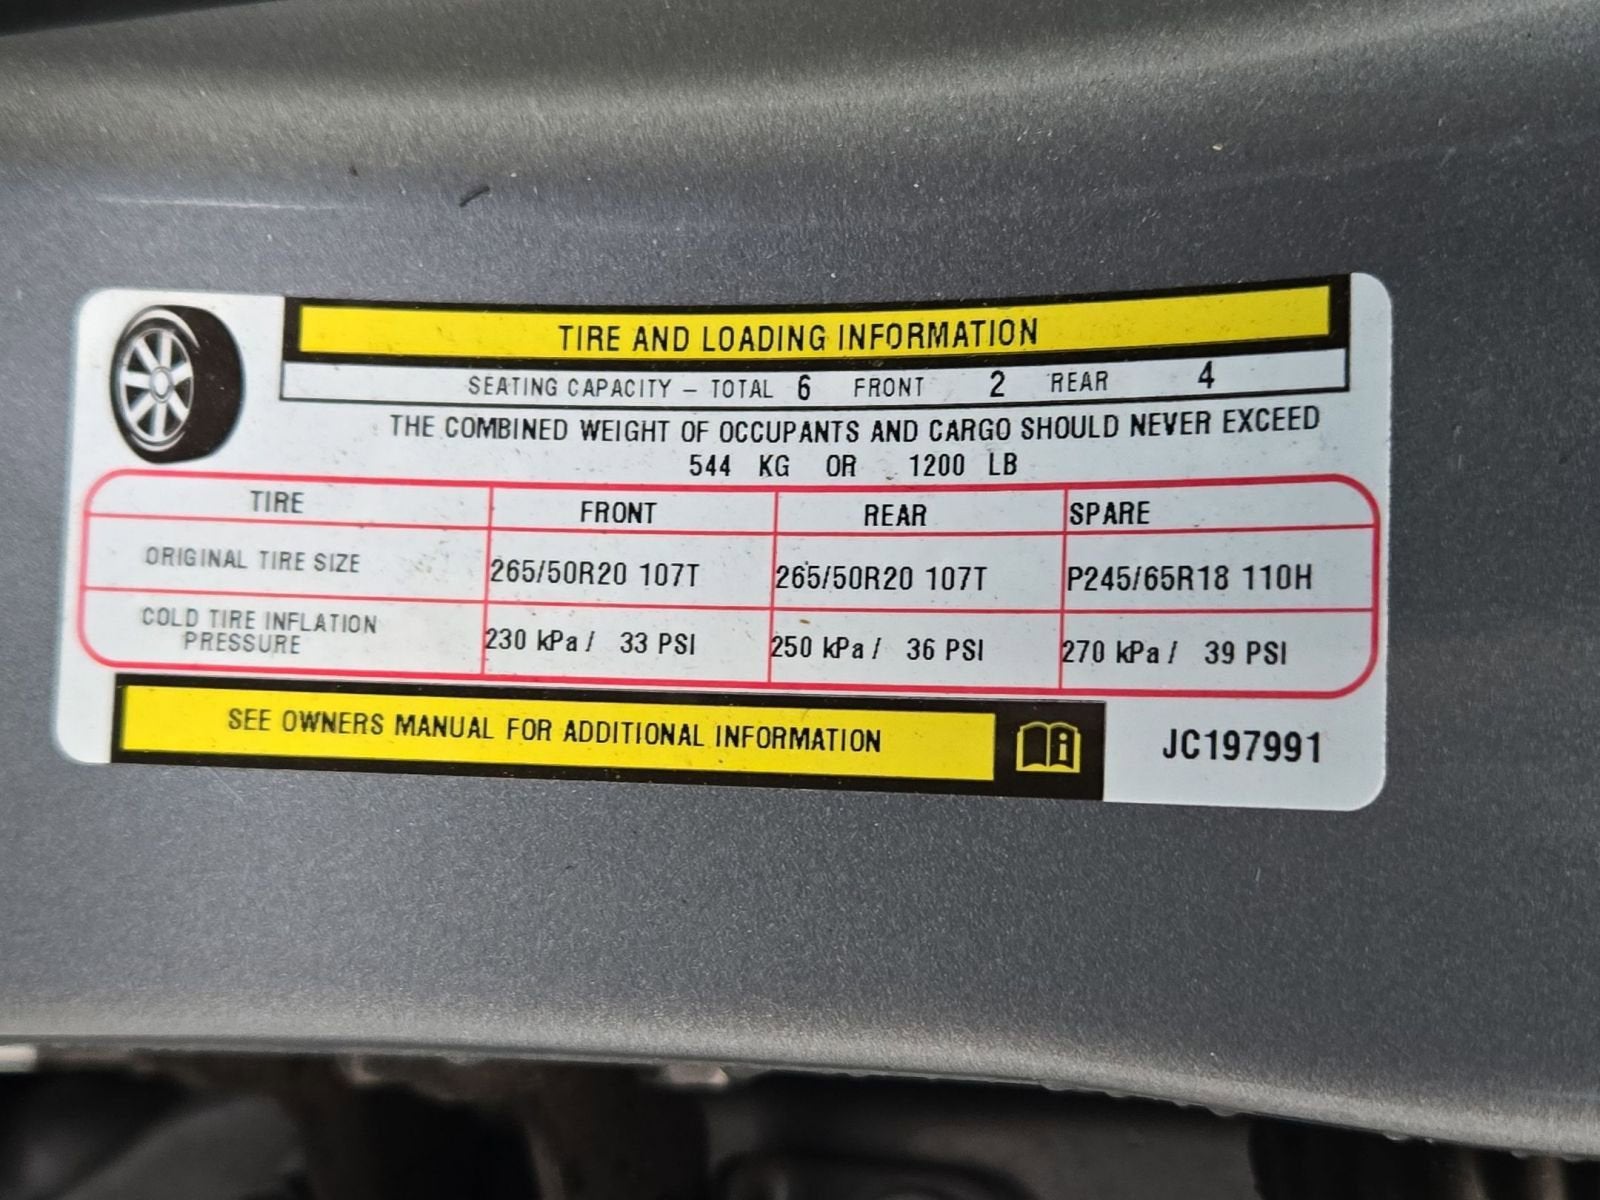 TIRE AND LOADING INFORMATION
SEATING CAPACITY – TOTAL 6 FRONT 2 REAR 4
THE COMBINED WEIGHT OF OCCUPANTS AND CARGO SHOULD NEVER EXCEED
544 KG OR 1200 LB
TIRE FRONT REAR SPARE
ORIGINAL TIRE SIZE 265/50R20 107T 265/50R20 107T P245/65R18 110H
COLD TIRE INFLATION
PRESSURE 230 kPa / 33 PSI 250 kPa / 36 PSI 270 kPa / 39 PSI
SEE OWNERS MANUAL FOR ADDITIONAL INFORMATION JC197991